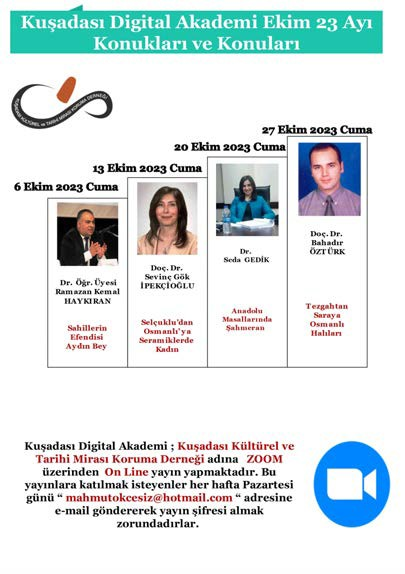 Kuşadası Digital Akademi Ekim 23 Ayı
Konukları ve Konuları
KUŞADASI KÜLTÜREL ve TARİHİ MİRASI KORUMA DERNEĞİ
27 Ekim 2023 Cuma
20 Ekim 2023 Cuma
13 Ekim 2023 Cuma
6 Ekim 2023 Cuma
Dr. Öğr. Üyesi
Ramazan Kemal
HAYKIRAN
Sahillerin
Efendisi
Aydın Bey
Doç. Dr.
Sevinç Gök
İPEKÇİOĞLU
Selçuklu'dan
Osmanlı'ya
Seramiklerde
Kadın
Dr.
Seda GEDİK
Anadolu
Masallarında
Şahmeran
Doç. Dr.
Bahadır
ÖZTÜRK
Tezgahtan
Saraya
Osmanlı
Halıları
Kuşadası Digital Akademi ; Kuşadası Kültürel ve
Tarihi Mirası Koruma Derneği adına ZOOM
üzerinden On Line yayın yapmaktadır. Bu
yayınlara katılmak isteyenler her hafta Pazartesi
günü “ mahmutokcesiz@hotmail.com “ adresine
e-mail göndererek yayın şifresi almak
zorundadırlar.